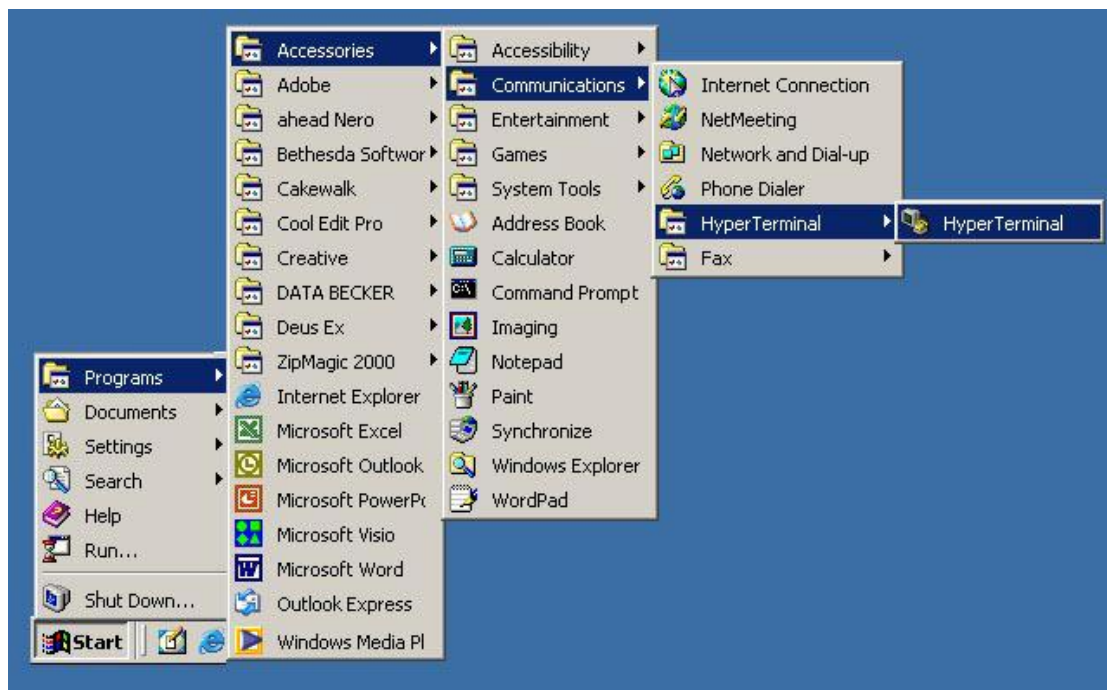 Programs
Documents
Settings
Search
Help
Run...
Shut Down...
Start
Accessories
Adobe
ahead Nero
Bethesda Softwor
Cakewalk
Cool Edit Pro
Creative
DATA BECKER
Deus Ex
ZipMagic 2000
Internet Explorer
Microsoft Excel
Microsoft Outlook
Microsoft PowerPo
Microsoft Visio
Microsoft Word
Outlook Express
Windows Media Pl
Accessibility
Communications
Entertainment
Games
System Tools
Address Book
Calculator
Command Prompt
Imaging
Notepad
Paint
Synchronize
Windows Explorer
WordPad
Internet Connection
NetMeeting
Network and Dial-up
Phone Dialer
HyperTerminal
Fax
HyperTerminal